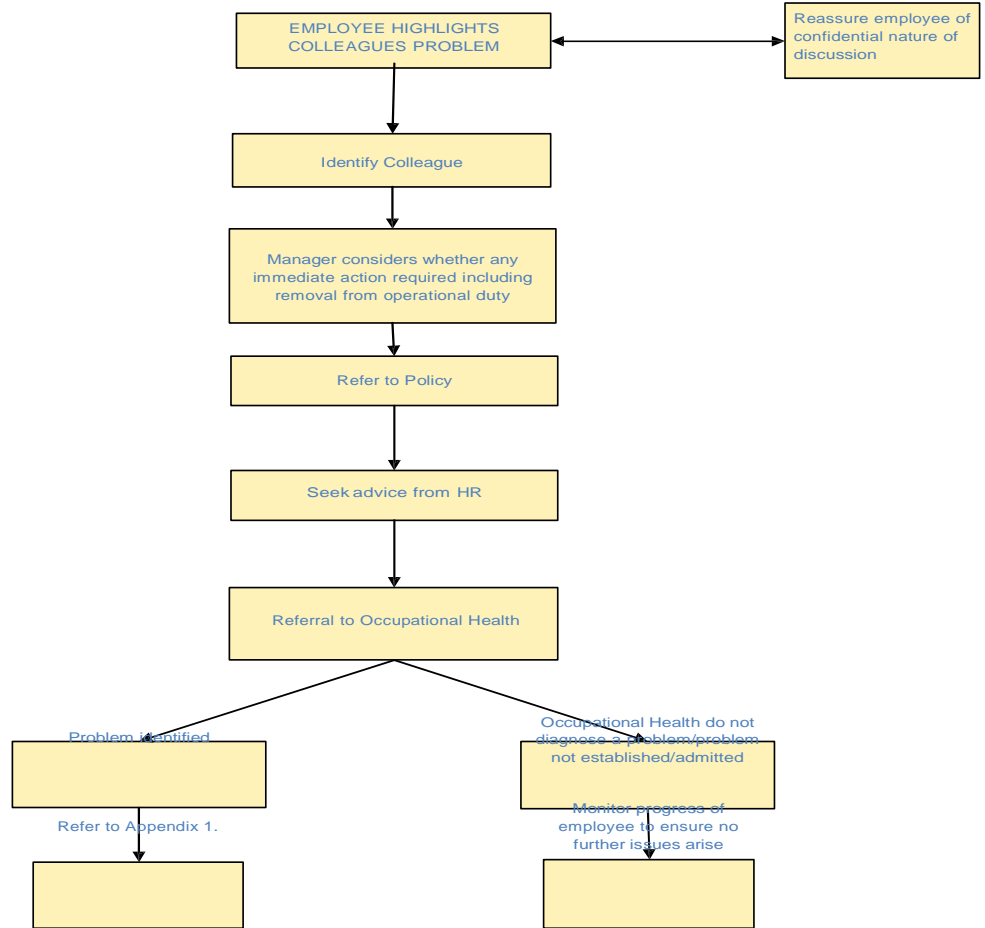 EMPLOYEE HIGHLIGHTS
COLLEAGUES PROBLEM
Reassure employee of
confidential nature of
discussion
Identify Colleague
Manager considers whether any
immediate action required including
removal from operational duty
Refer to Policy
Seek advice from HR
Referral to Occupational Health
Problem identified
Occupational Health do not
diagnose a problem/problem
not established/admitted
Refer to Appendix 1.
Monitor progress of
employee to ensure no
further issues arise